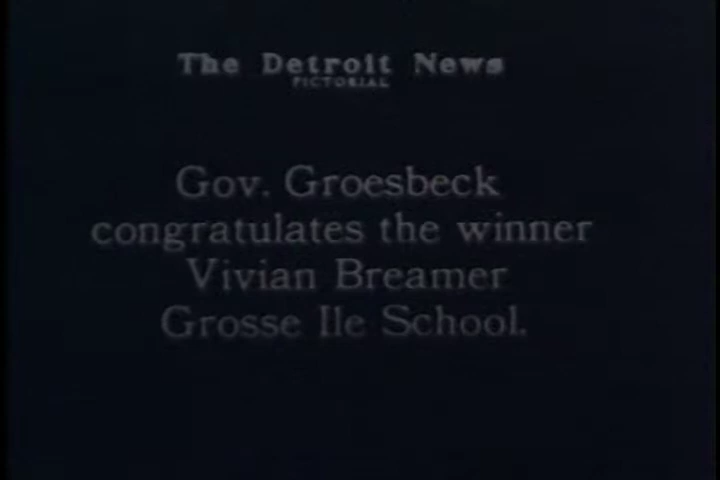 The Detroit News
PICTORIAL
Gov. Groesbeck
congratulates the winner
Vivian Breamer
Grosse Ile School.